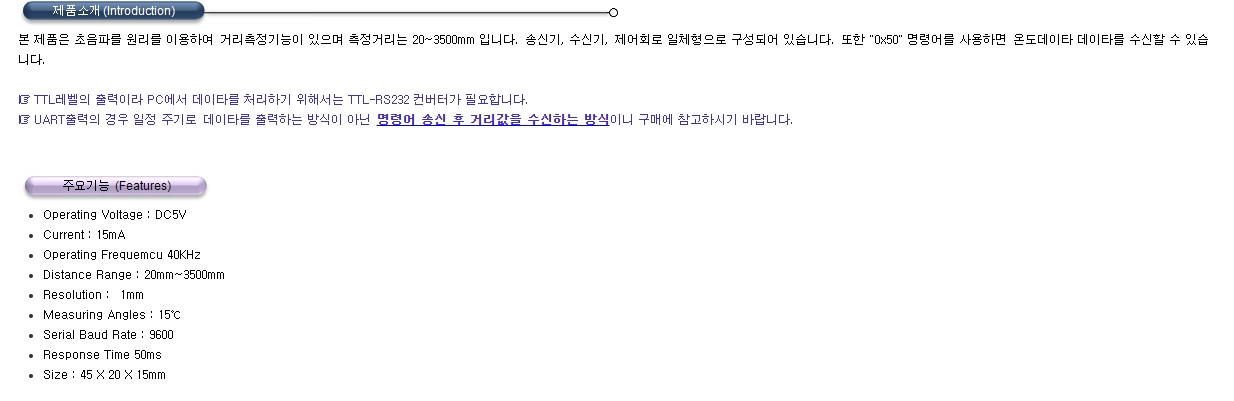 제품소개(Introduction)
본 제품은 초음파를 원리를 이용하여 거리측정기능이 있으며 측정거리는 20~3500mm 입니다. 송신기, 수신기, 제어회로 일체형으로 구성되어 있습니다. 또한 "0x50" 명령어를 사용하면 온도데이타 데이타를 수신할 수 있습
니다.
☞ TTL레벨의 출력이라 PC에서 데이타를 처리하기 위해서는 TTL-RS232 컨버터가 필요합니다.
☞ UART출력의 경우 일정 주기로 데이타를 출력하는 방식이 아닌 명령어 송신 후 거리값을 수신하는 방식이니 구매에 참고하시기 바랍니다.
주요기능 (Features)
• Operating Voltage : DC5V
• Current : 15mA
• Operating Frequemcu 40KHz
• Distance Range : 20mm~3500mm
• Resolution : 1mm
• Measuring Angles : 15℃
• Serial Baud Rate : 9600
• Response Time 50ms
• Size : 45 X 20 X 15mm